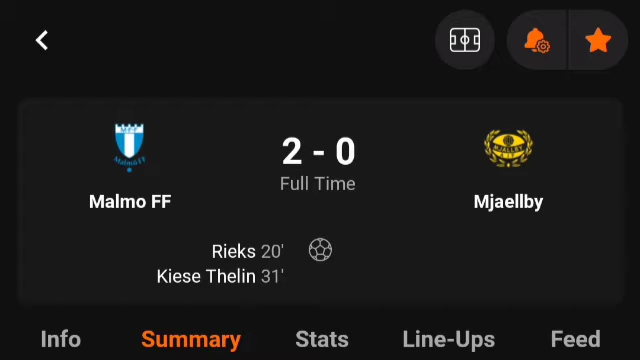 2 - 0
Full Time
Malmo FF
Mjaellby
Rieks 20'
Kiese Thelin 31'
Info Summary Stats Line-Ups Feed